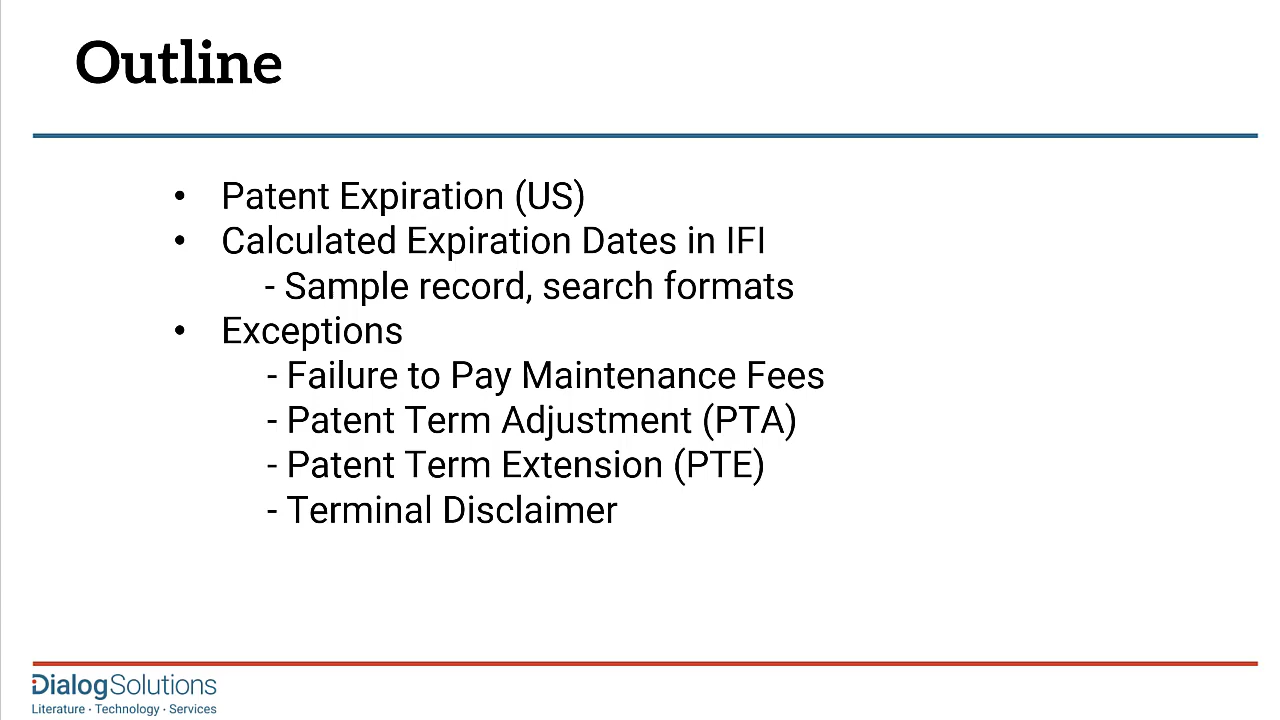 Outline
• Patent Expiration (US)
• Calculated Expiration Dates in IFI
- Sample record, search formats
• Exceptions
- Failure to Pay Maintenance Fees
- Patent Term Adjustment (PTA)
- Patent Term Extension (PTE)
- Terminal Disclaimer
DialogSolutions
Literature · Technology · Services